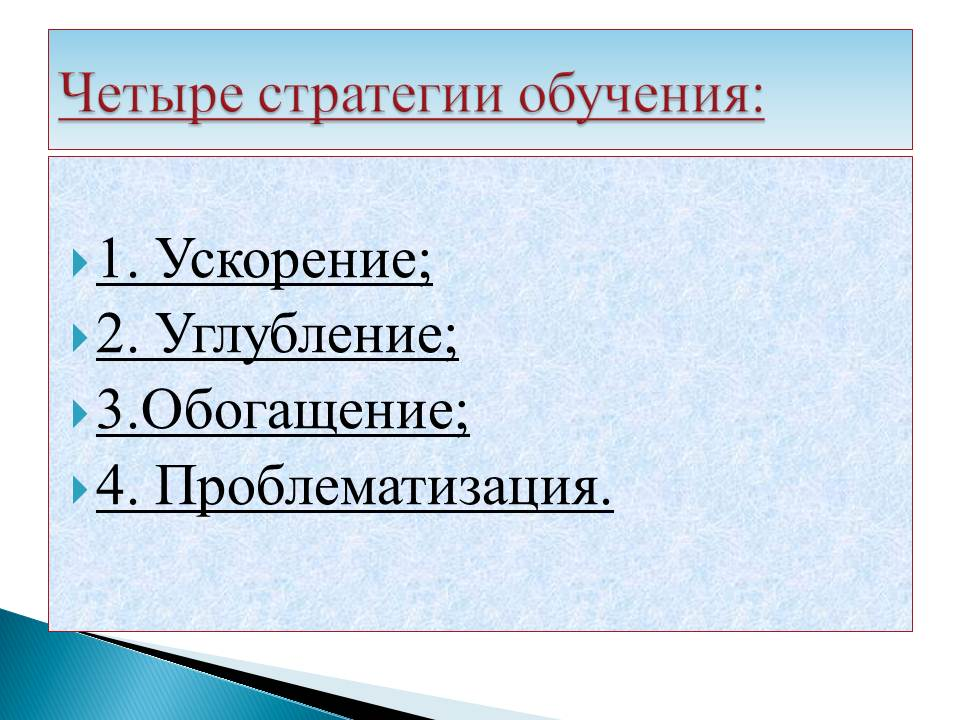 Четыре стратегии обучения:
1. Ускорение;
2. Углубление;
3.Обогащение;
4. Проблематизация.